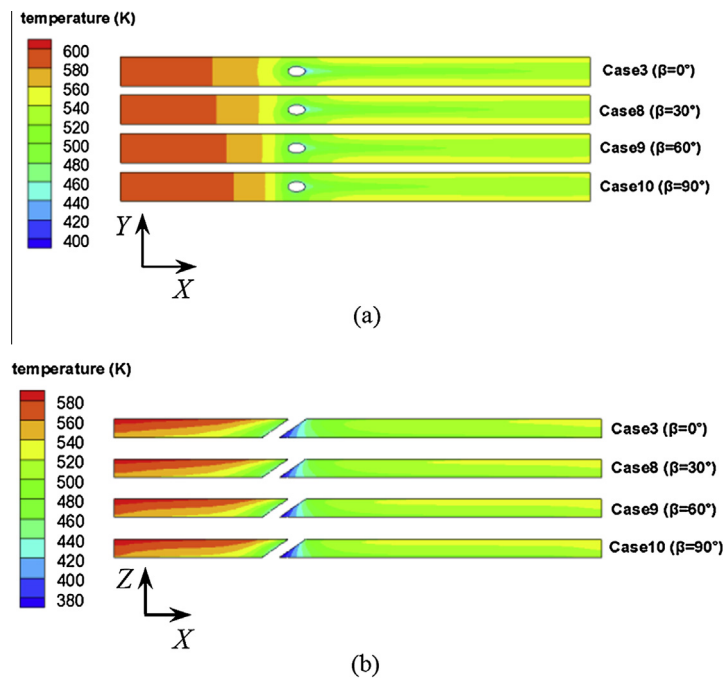 temperature (K)
600
580
560
540
520
500
480
460
440
420
400
Case3 (β=0°)
Case8 (β=30°)
Case9 (β=60°)
Case10 (β=90°)
Y
X
(a)
temperature (K)
580
560
540
520
500
480
460
440
420
400
380
Case3 (β=0°)
Case8 (β=30°)
Case9 (β=60°)
Case10 (β=90°)
Z
X
(b)